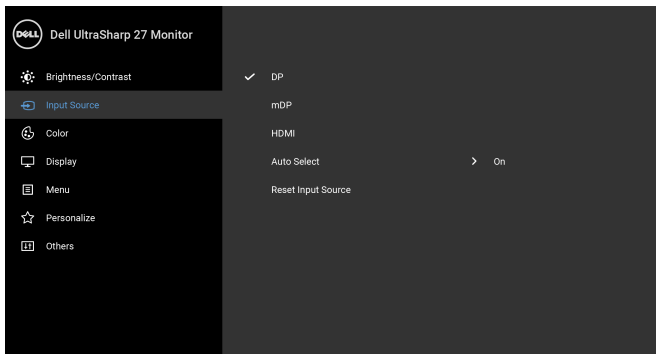 DELL
Dell UltraSharp 27 Monitor
Brightness/Contrast
Input Source
Color
Display
Menu
Personalize
Others
DP
mDP
HDMI
Auto Select
On
Reset Input Source